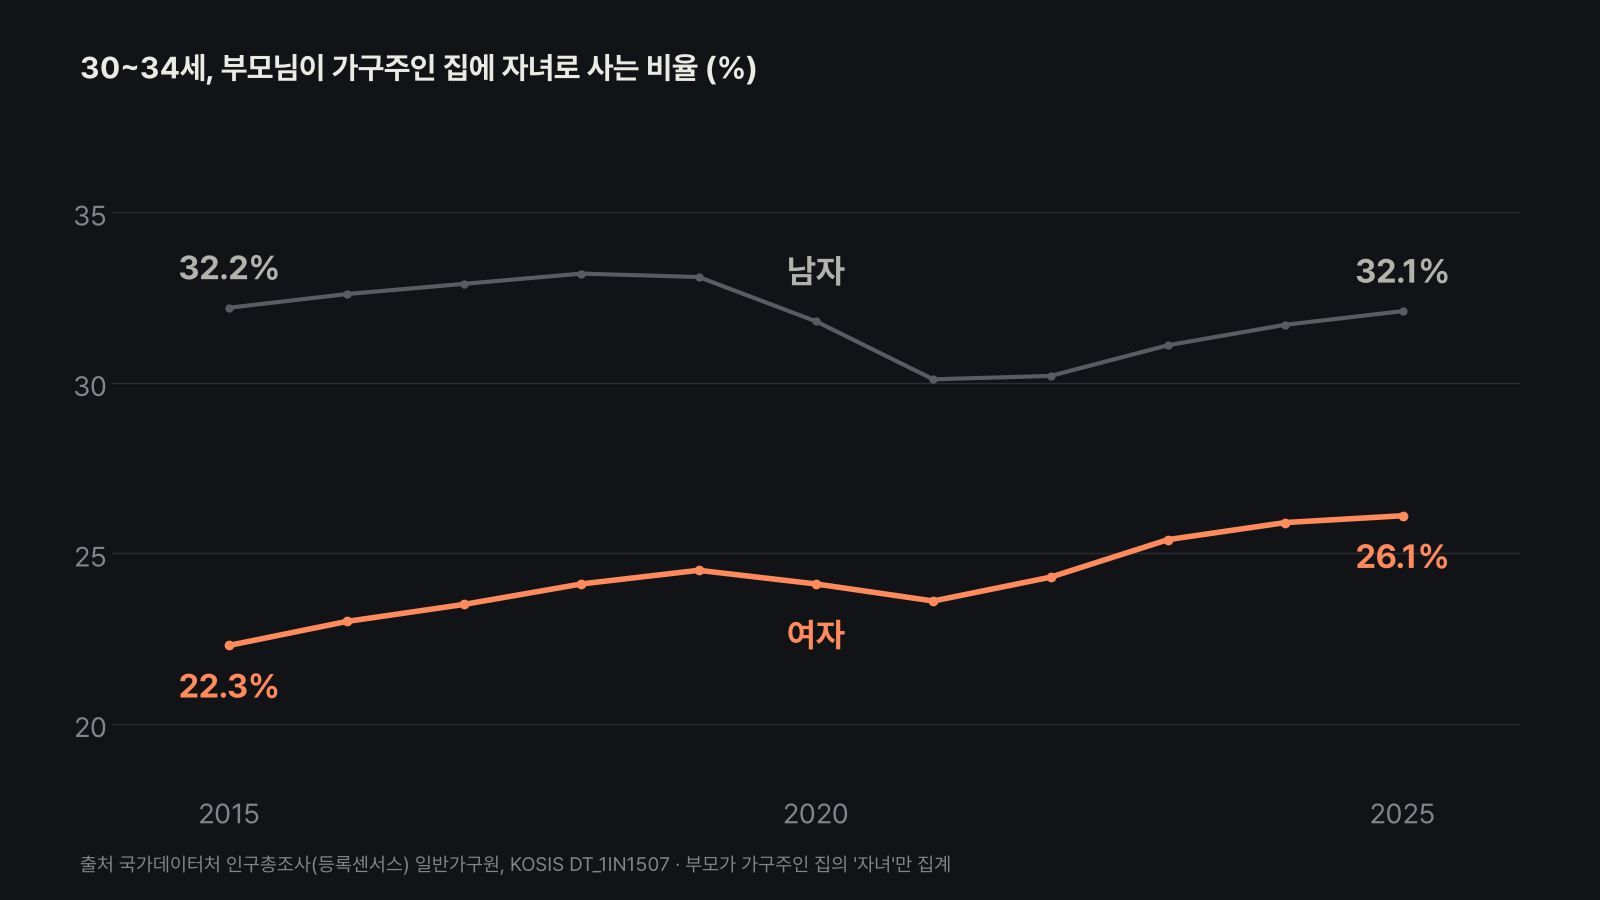 30~34세, 부모님이 가구주인 집에 자녀로 사는 비율 (%)
35
32.2%
남자
32.1%
30
25
26.1%
여자
22.3%
20
2015
2020
2025
출처 국가데이터처 인구총조사(등록센서스) 일반가구원, KOSIS DT_1IN1507 · 부모가 가구주인 집의 '자녀'만 집계